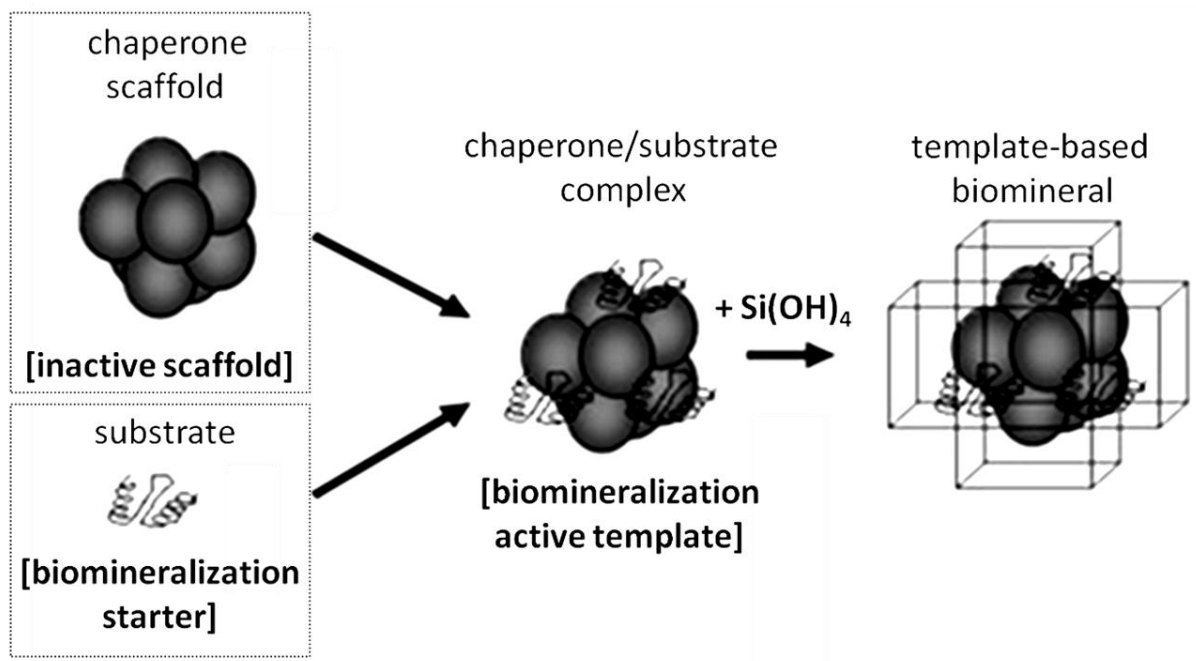 chaperone
scaffold
[inactive scaffold]
substrate
[biomineralization
starter]
chaperone/substrate
complex
[biomineralization
active template]
+ Si(OH)₄
template-based
biomineral